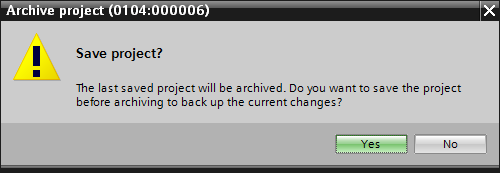 Archive project (0104:000006)
Save project?
The last saved project will be archived. Do you want to save the project
before archiving to back up the current changes?
Yes No